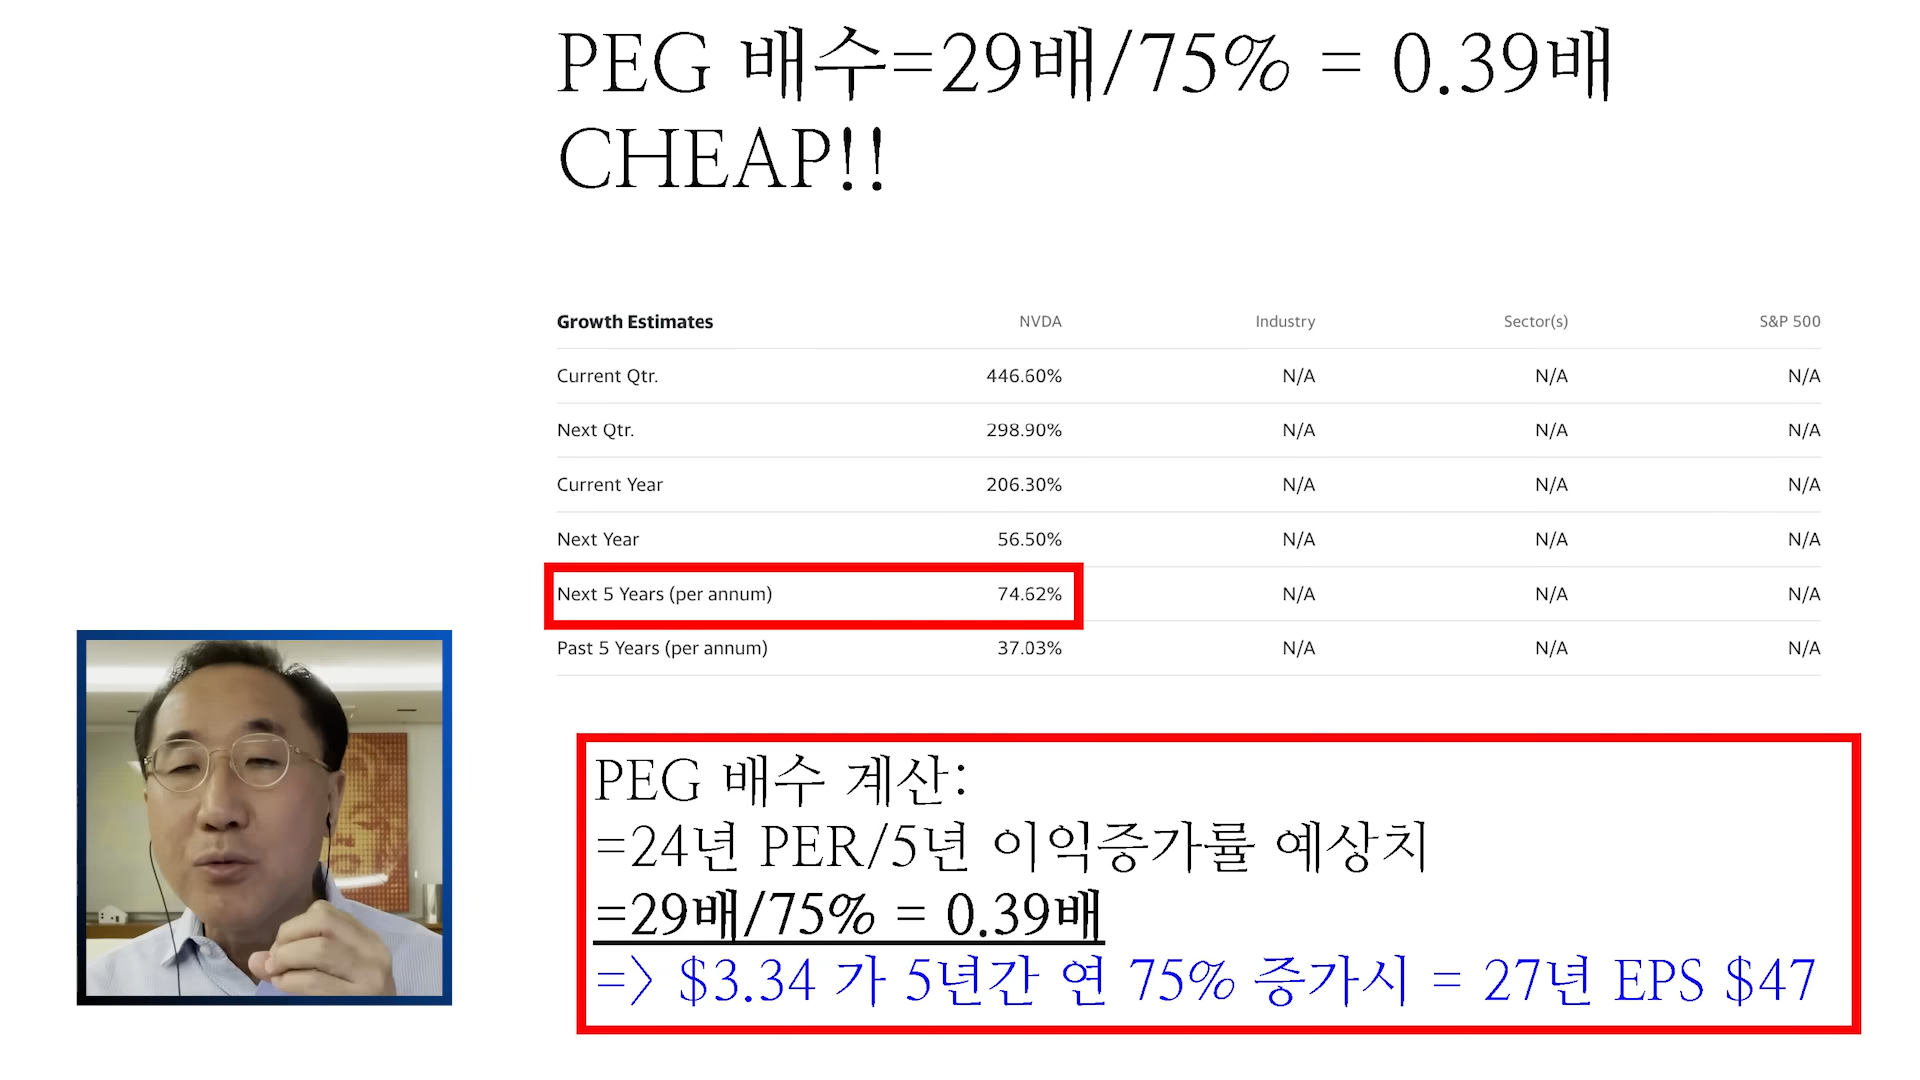 PEG 배수=29배/75% = 0.39배
CHEAP!!
Growth Estimates NVDA Industry Sector(s) S&P 500
Current Qtr. 446.60% N/A N/A N/A
Next Qtr. 298.90% N/A N/A N/A
Current Year 206.30% N/A N/A N/A
Next Year 56.50% N/A N/A N/A
Next 5 Years (per annum) 74.62% N/A N/A N/A
Past 5 Years (per annum) 37.03% N/A N/A N/A
PEG 배수 계산:
=24년 PER/5년 이익증가률 예상치
=29배/75% = 0.39배
=> $3.34 가 5년간 연 75% 증가시 = 27년 EPS $47